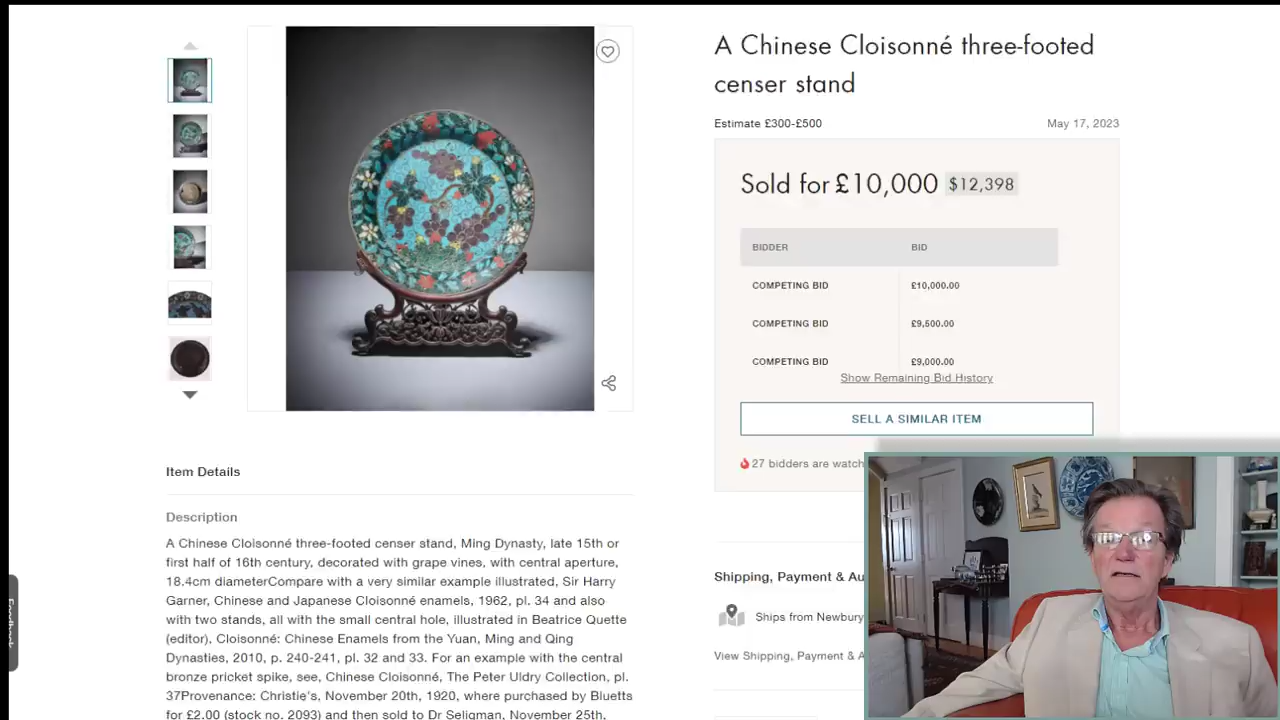 A Chinese Cloisonné three-footed
censer stand
Estimate £300-£500
May 17, 2023
Sold for £10,000 $12,398
BIDDER BID
COMPETING BID £10,000.00
COMPETING BID £9,500.00
COMPETING BID £9,000.00
Show Remaining Bid History
SELL A SIMILAR ITEM
27 bidders are watch
Shipping, Payment & Au
Ships from Newbury
View Shipping, Payment & A
Item Details
Description
A Chinese Cloisonné three-footed censer stand, Ming Dynasty, late 15th or
first half of 16th century, decorated with grape vines, with central aperture,
18.4cm diameterCompare with a very similar example illustrated, Sir Harry
Garner, Chinese and Japanese Cloisonné enamels, 1962, pl. 34 and also
with two stands, all with the small central hole, illustrated in Beatrice Quette
(editor), Cloisonné: Chinese Enamels from the Yuan, Ming and Qing
Dynasties, 2010, p. 240-241, pl. 32 and 33. For an example with the central
bronze pricket spike, see, Chinese Cloisonné, The Peter Uldry Collection, pl.
37Provenance: Christie's, November 20th, 1920, where purchased by Bluetts
for £2.00 (stock no. 2093) and then sold to Dr Seligman, November 25th,